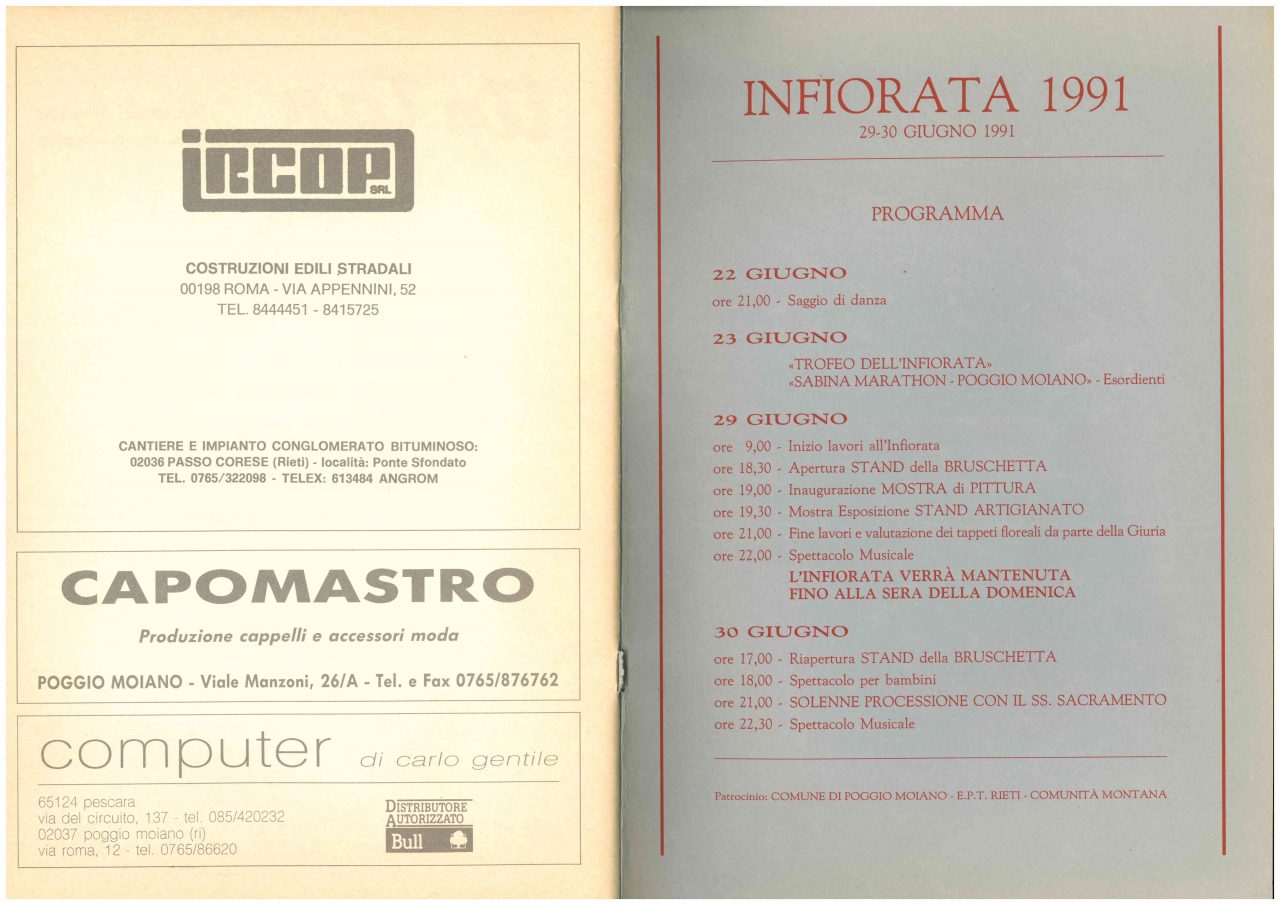 IRCOP SRL
COSTRUZIONI EDILI STRADALI
00198 ROMA - VIA APPENNINI, 52
TEL. 8444451 - 8415725
CANTIERE E IMPIANTO CONGLOMERATO BITUMINOSO:
02036 PASSO CORESE (Rieti) - località: Ponte Sfondato
TEL. 0765/322098 - TELEX: 613484 ANGROM
CAPOMASTRO
Produzione cappelli e accessori moda
POGGIO MOIANO - Viale Manzoni, 26/A - Tel. e Fax 0765/876762
computer di carlo gentile
65124 pescara
via del circuito, 137 - tel. 085/420232
02037 poggio moiano (ri)
via roma, 12 - tel. 0765/86620
DISTRIBUTORE
AUTORIZZATO
Bull
INFIORATA 1991
29-30 GIUGNO 1991
PROGRAMMA
22 GIUGNO
ore 21,00 - Saggio di danza
23 GIUGNO
«TROFEO DELL'INFIORATA»
«SABINA MARATHON - POGGIO MOIANO» - Esordienti
29 GIUGNO
ore 9,00 - Inizio lavori all'Infiorata
ore 18,30 - Apertura STAND della BRUSCHETTA
ore 19,00 - Inaugurazione MOSTRA di PITTURA
ore 19,30 - Mostra Esposizione STAND ARTIGIANATO
ore 21,00 - Fine lavori e valutazione dei tappeti floreali da parte della Giuria
ore 22,00 - Spettacolo Musicale
L'INFIORATA VERRÀ MANTENUTA
FINO ALLA SERA DELLA DOMENICA
30 GIUGNO
ore 17,00 - Riapertura STAND della BRUSCHETTA
ore 18,00 - Spettacolo per bambini
ore 21,00 - SOLENNE PROCESSIONE CON IL SS. SACRAMENTO
ore 22,30 - Spettacolo Musicale
Patrocinio: COMUNE DI POGGIO MOIANO - E.P.T. RIETI - COMUNITÀ MONTANA